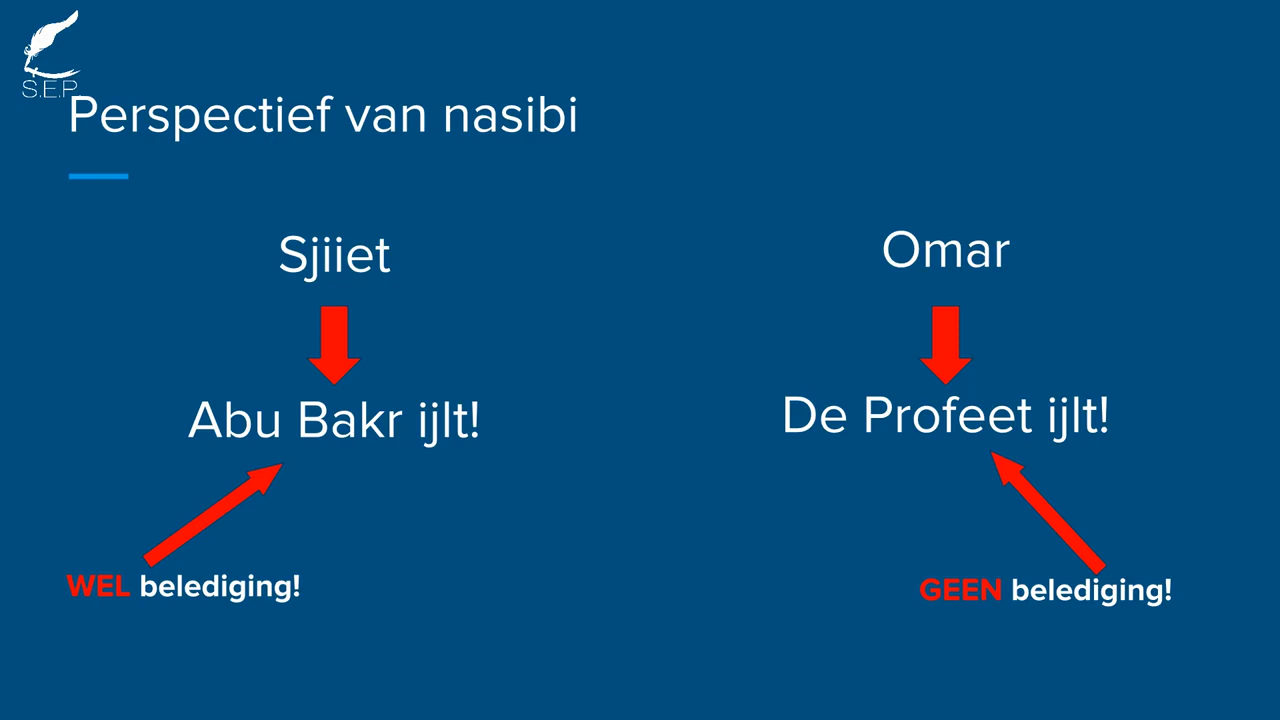 S.E.P.
Perspectief van nasibi
Sjiiet
Omar
Abu Bakr ijlt!
De Profeet ijlt!
WEL belediging!
GEEN belediging!